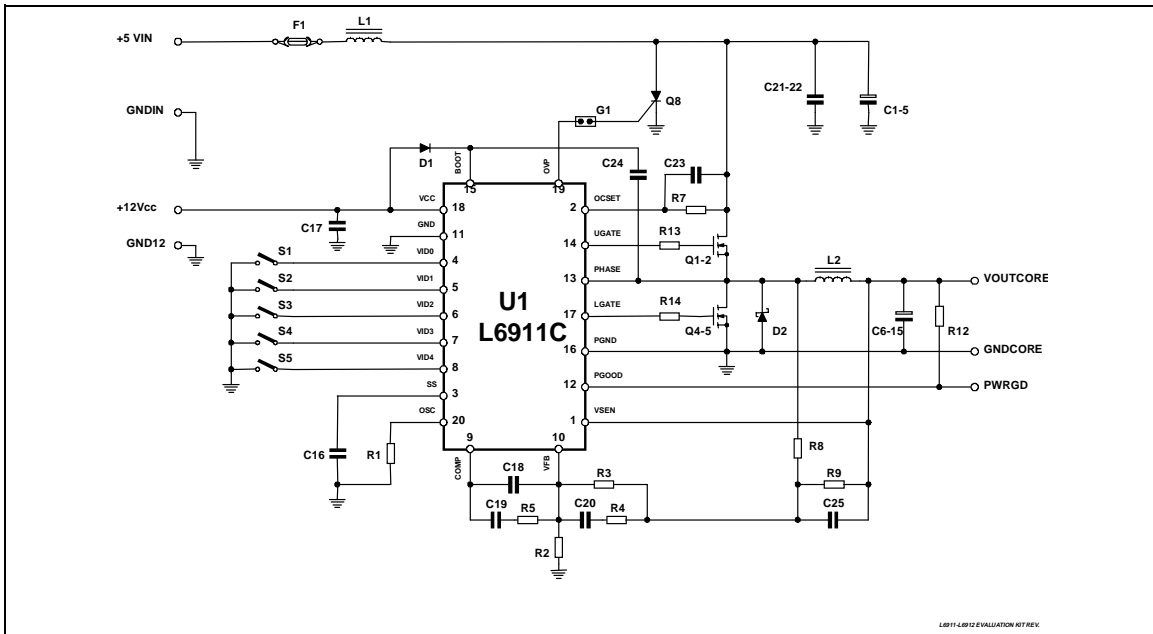 F1
L1
+5 VIN
C21-22
C1-5
Q8
G1
GNDIN
D1
BOOT
OVP
C24
C23
15
19
VCC
OCSET
R7
+12Vcc
18
2
C17
GND
UGATE
R13
11
14
Q1-2
GND12
S1
VID0
PHASE
L2
4
13
VOUTCORE
S2
VID1
U1
LGATE
R14
5
17
L6911C
S3
VID2
Q4-5
D2
C6-15
R12
6
PGND
S4
VID3
16
GNDCORE
7
PGOOD
S5
VID4
12
PWRGD
8
SS
VSEN
3
1
OSC
20
9
10
R8
C16
R1
COMP
VFB
C18
R3
R9
C19
R5
C20
R4
C25
R2
L6911-L6912 EVALUATION KIT REV.